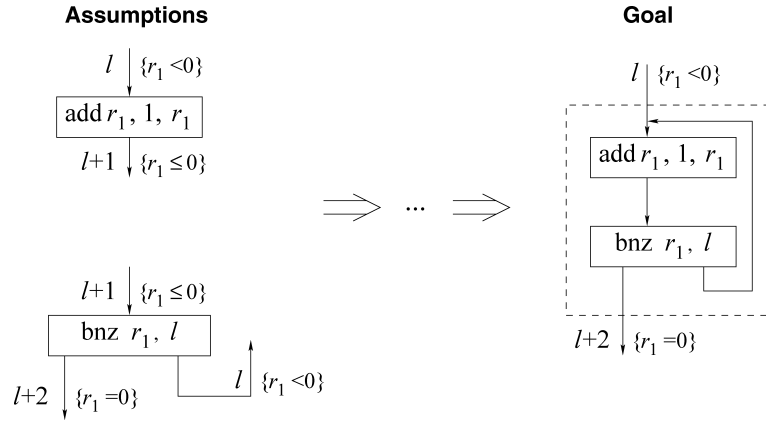 Assumptions
l {r₁ <0}
add r₁ , 1, r₁
l+1 {r₁ ≤ 0}
l+1 {r₁ ≤ 0}
bnz r₁ , l
l+2 {r₁ =0}
l {r₁ <0}
...
Goal
l {r₁ <0}
add r₁ , 1, r₁
bnz r₁ , l
l+2 {r₁ =0}